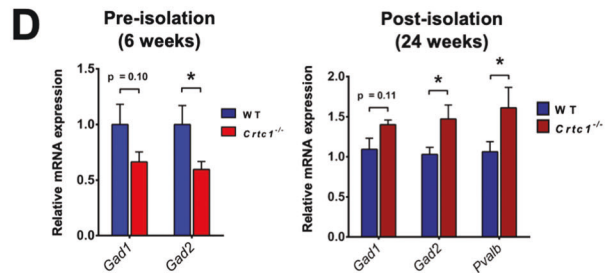 D
Pre-isolation
(6 weeks)
Relative mRNA expression
1.5
1.0
0.5
0.0
p = 0.10
*
WT
Crtc1-/-
Gad1
Gad2
Post-isolation
(24 weeks)
Relative mRNA expression
2.0
1.5
1.0
0.5
0.0
p = 0.11
*
*
WT
Crtc1-/-
Gad1
Gad2
Pvalb